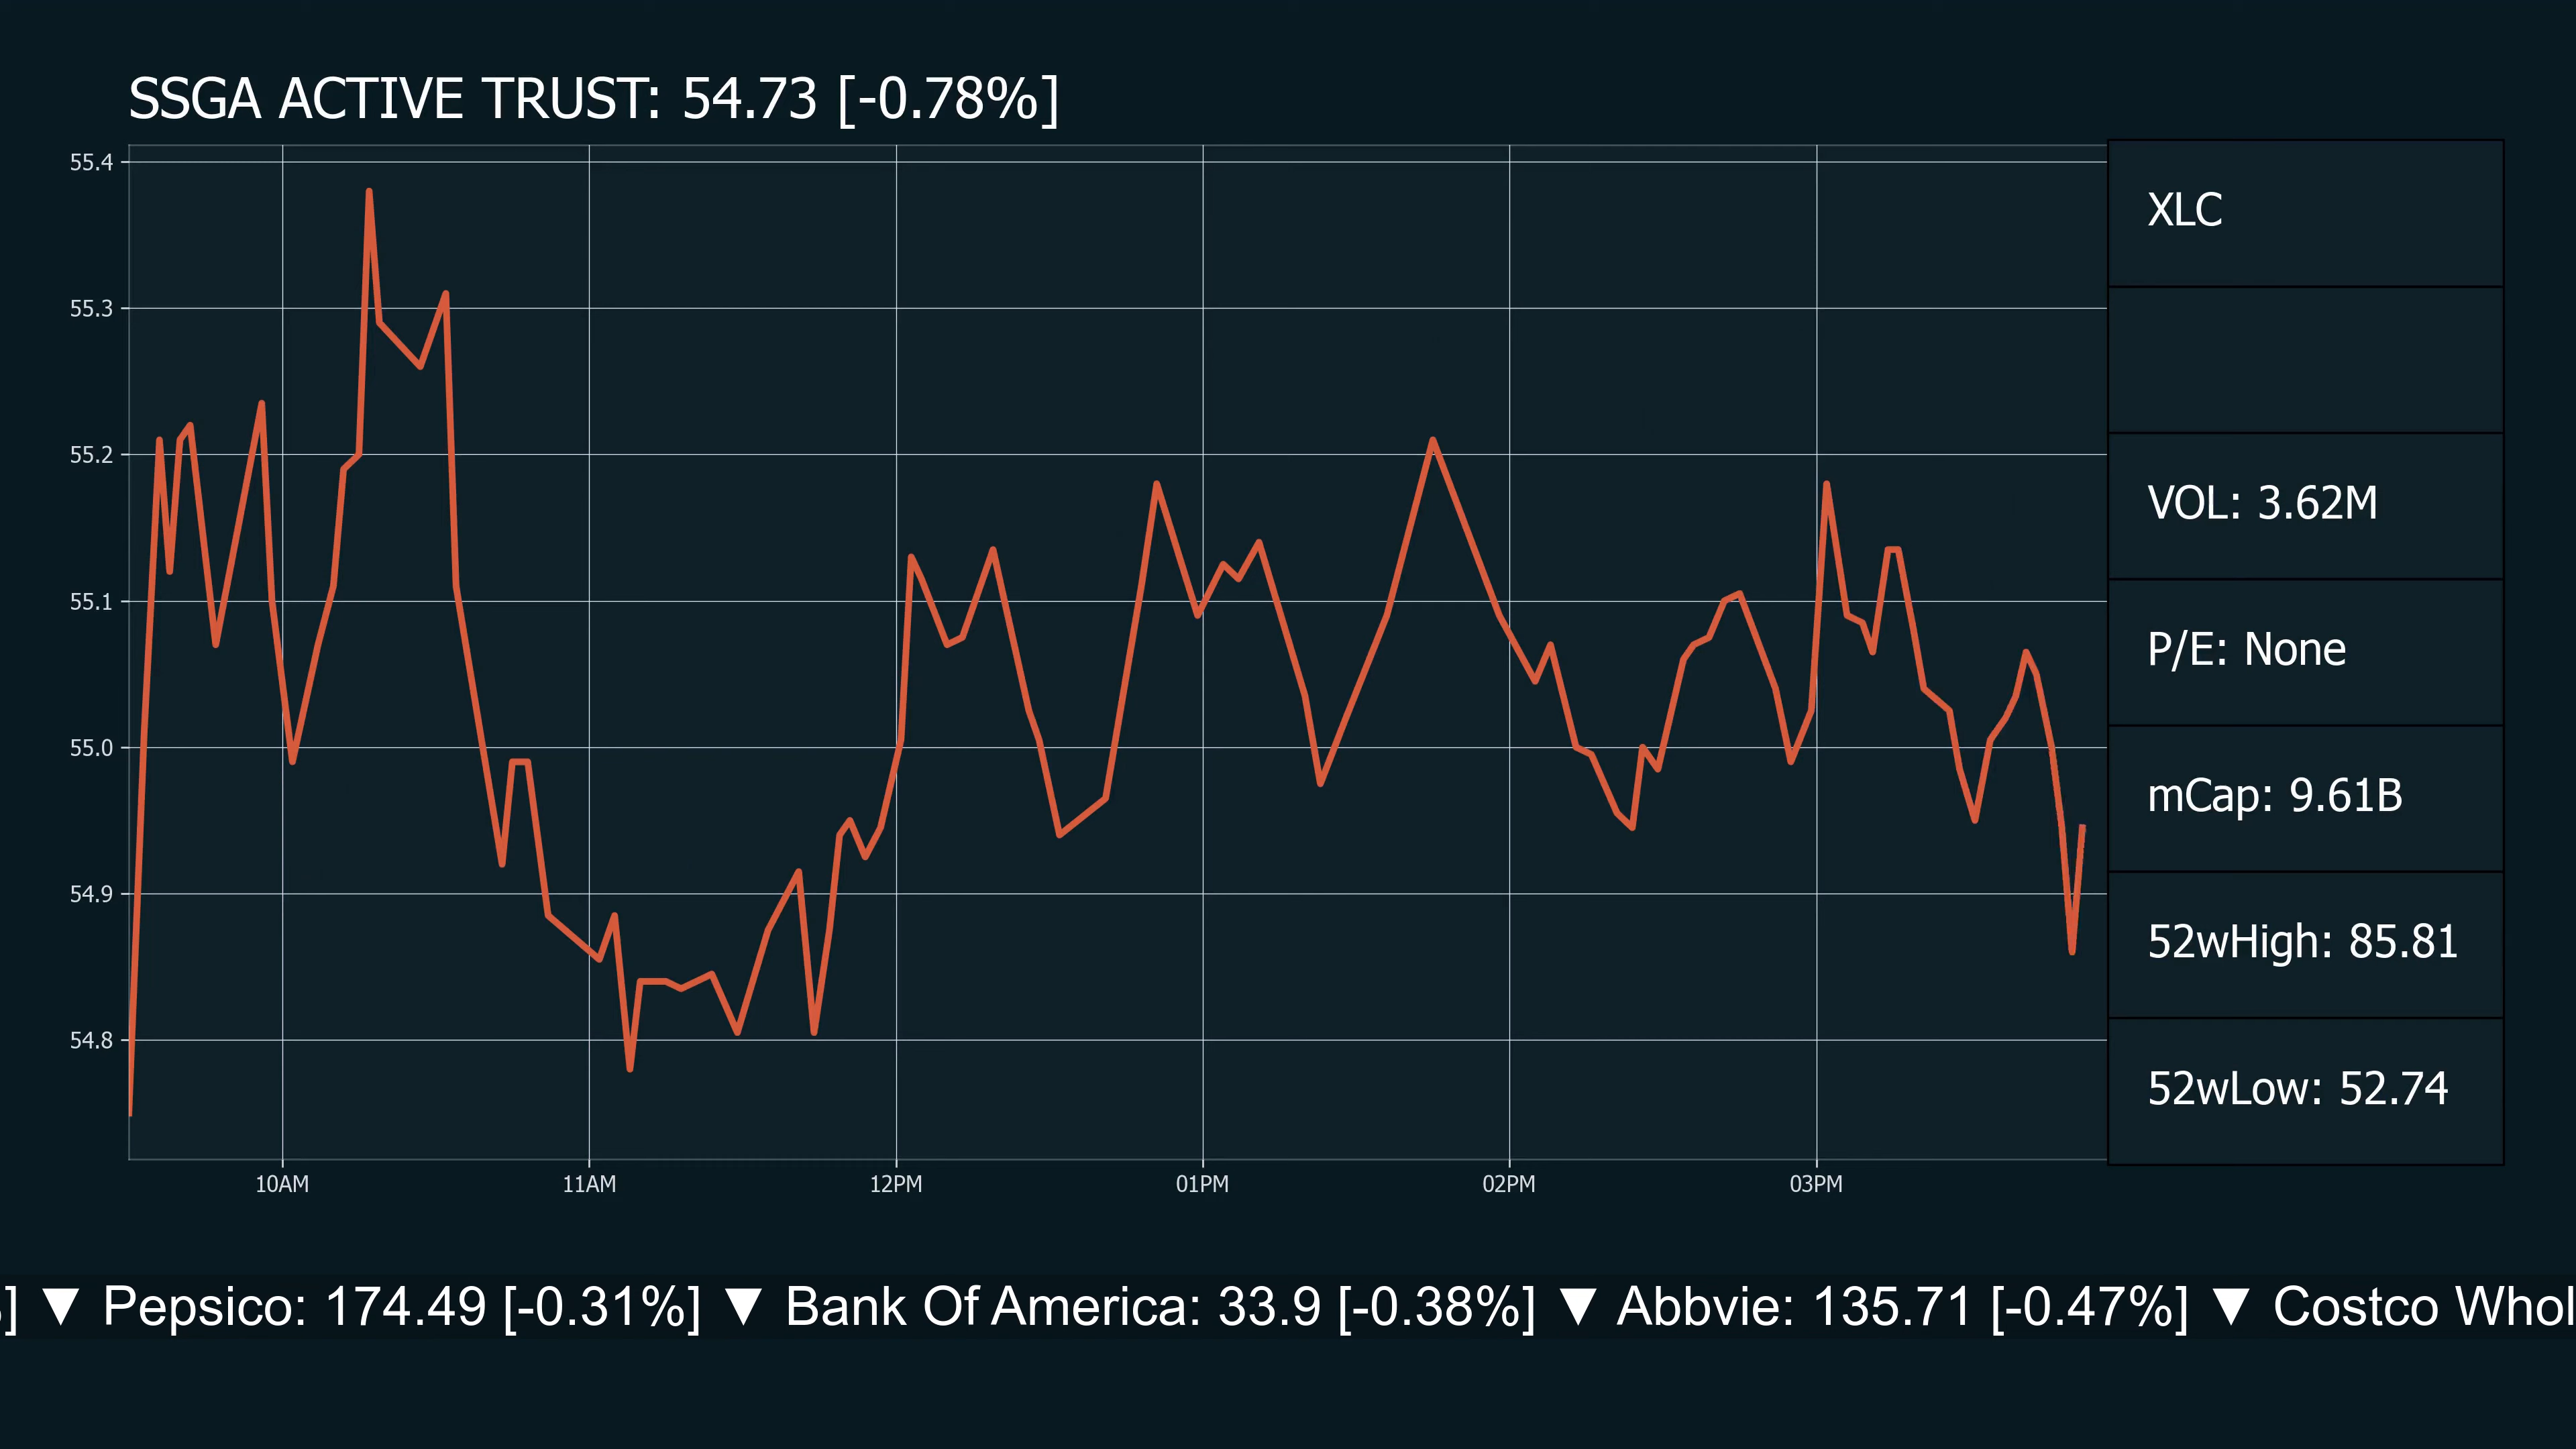 SSGA ACTIVE TRUST: 54.73 [-0.78%]
55.4
55.3
55.2
55.1
55.0
54.9
54.8
10AM 11AM 12PM 01PM 02PM 03PM
XLC
VOL: 3.62M
P/E: None
mCap: 9.61B
52wHigh: 85.81
52wLow: 52.74
] ▼ Pepsico: 174.49 [-0.31%] ▼ Bank Of America: 33.9 [-0.38%] ▼ Abbvie: 135.71 [-0.47%] ▼ Costco Whol